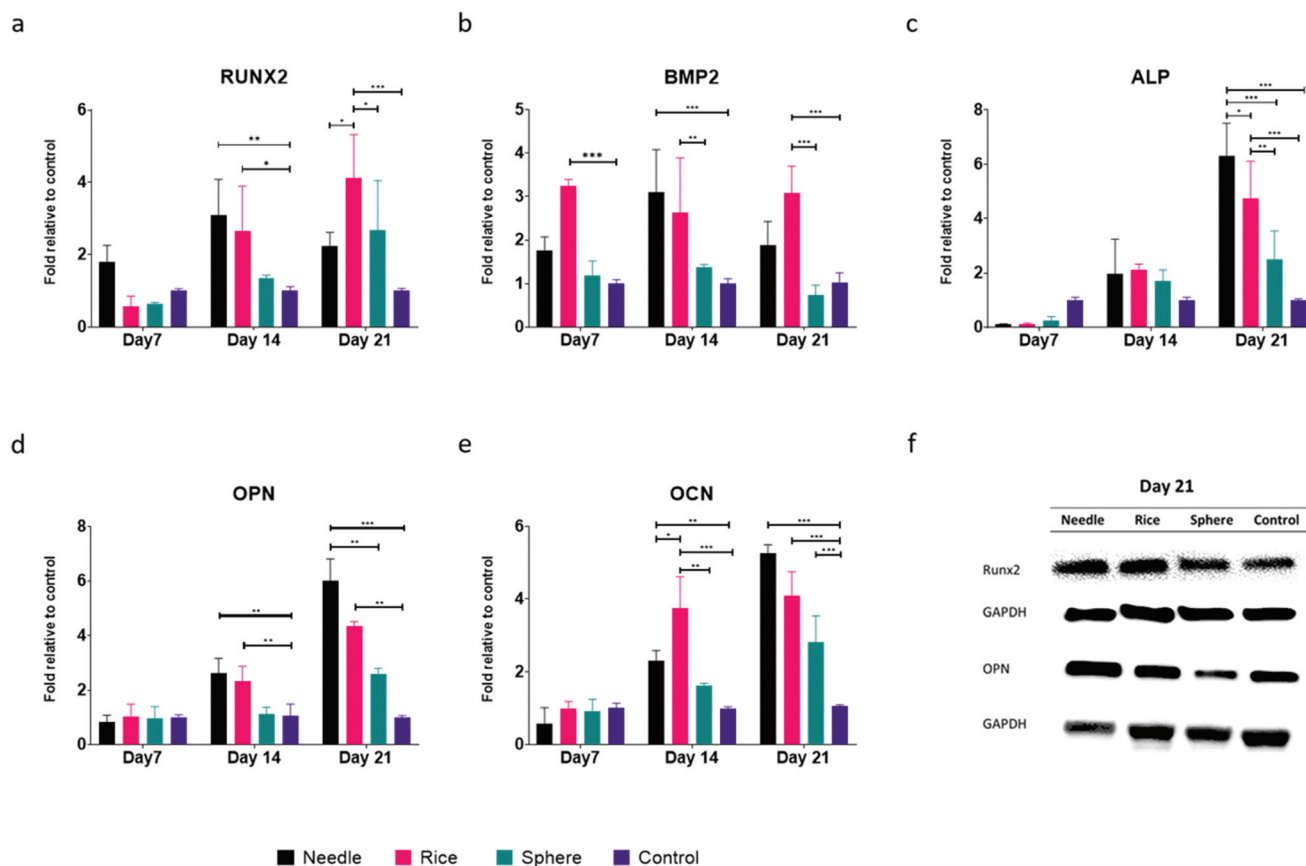 a
b
c
RUNX2
BMP2
ALP
Fold relative to control
6
4
2
0
** * * * ***
Day7 Day 14 Day 21
Fold relative to control
5
4
3
2
1
0
*** *** ** *** ***
Day7 Day 14 Day 21
Fold relative to control
8
6
4
2
0
*** *** * *** **
Day7 Day 14 Day 21
d
e
f
OPN
OCN
Day 21
Needle Rice Sphere Control
Runx2
GAPDH
OPN
GAPDH
Fold relative to control
8
6
4
2
0
** ** *** ** **
Day7 Day 14 Day 21
Fold relative to control
6
4
2
0
** * *** ** *** *** ***
Day7 Day 14 Day 21
Needle Rice Sphere Control